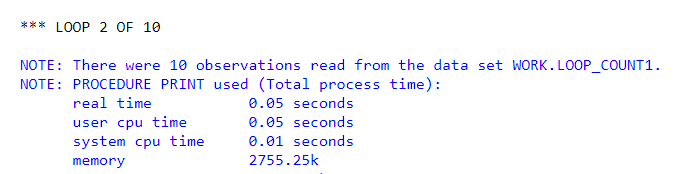 *** LOOP 2 OF 10
NOTE: There were 10 observations read from the data set WORK.LOOP_COUNT1.
NOTE: PROCEDURE PRINT used (Total process time):
real time 0.05 seconds
user cpu time 0.05 seconds
system cpu time 0.01 seconds
memory 2755.25k